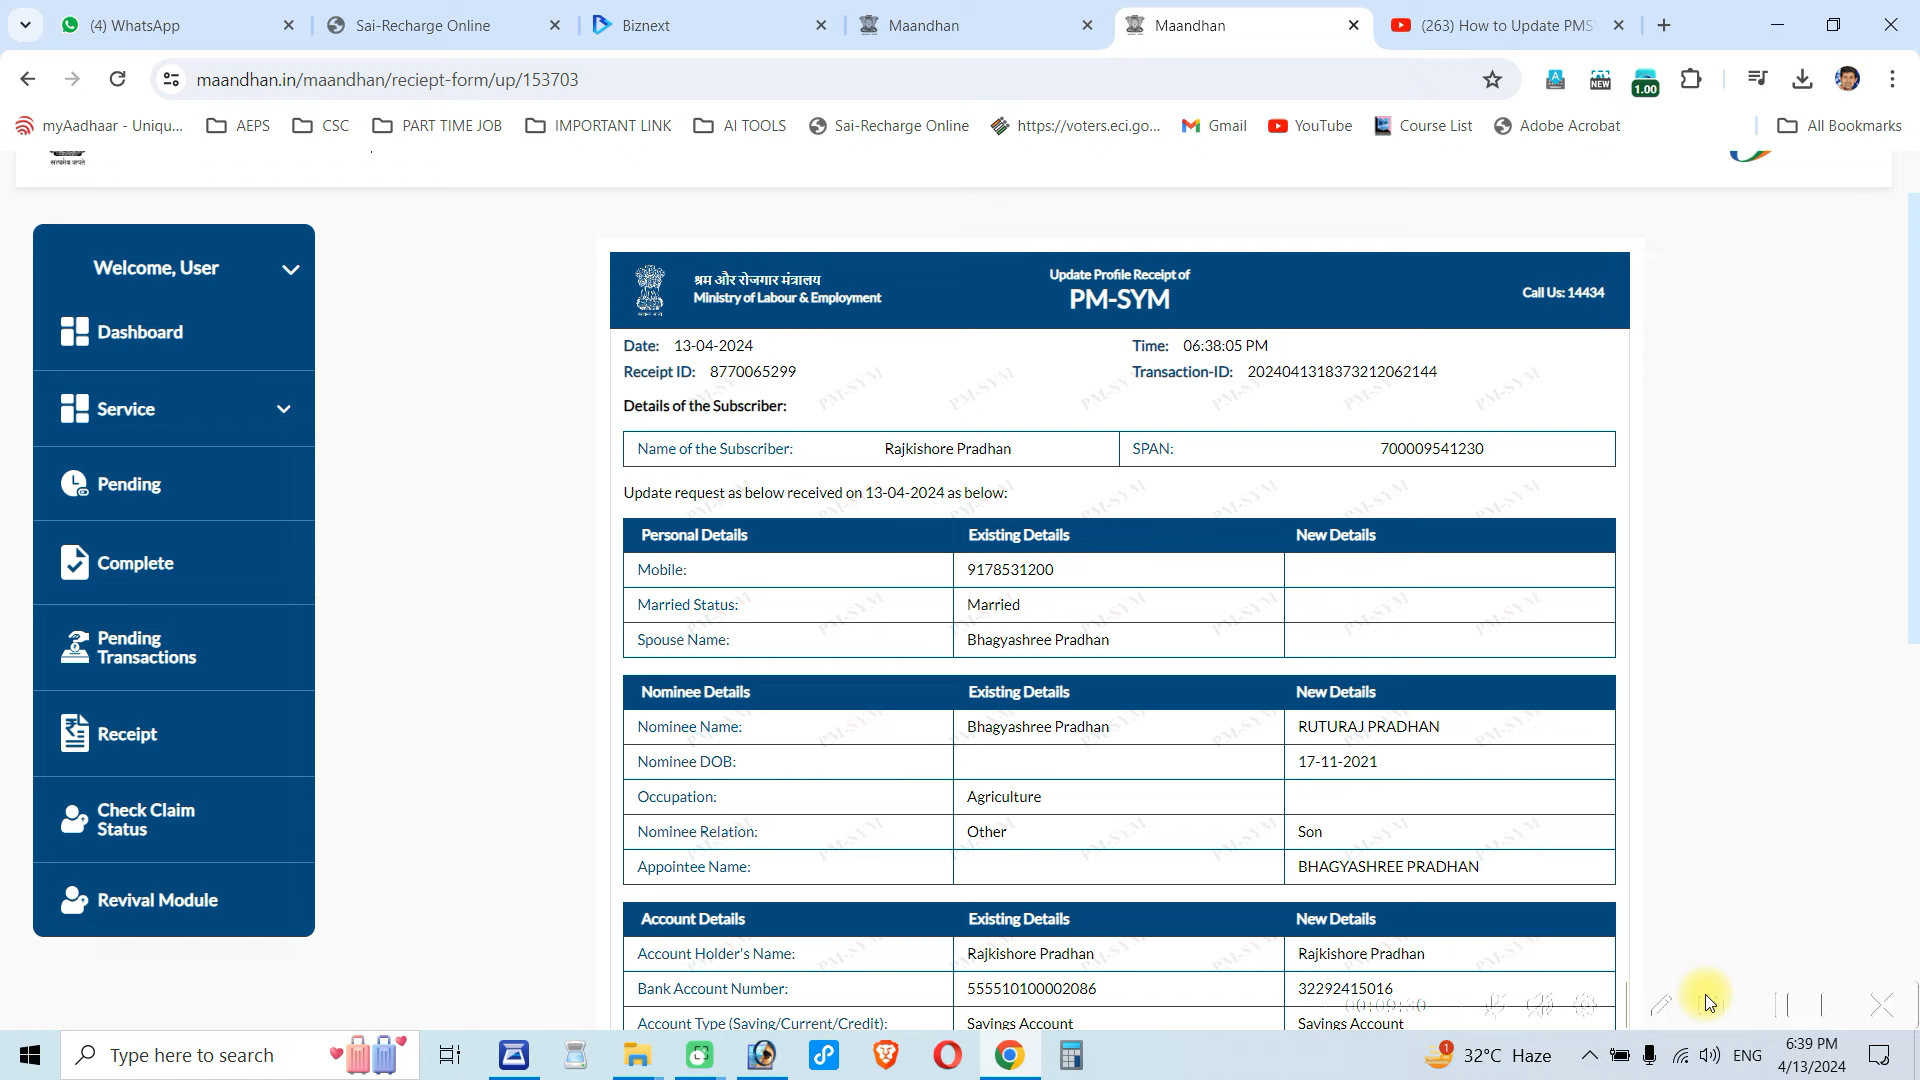 (4) WhatsApp
Sai-Recharge Online
Biznext
Maandhan
Maandhan
(263) How to Update PMS
maandhan.in/maandhan/reciept-form/up/153703
NEW
1.00
myAadhaar - Uniqu...
AEPS
CSC
PART TIME JOB
IMPORTANT LINK
AI TOOLS
Sai-Recharge Online
https://voters.eci.go...
Gmail
YouTube
Course List
Adobe Acrobat
All Bookmarks
सत्यमेव जयते
Welcome, User
Dashboard
Service
Pending
Complete
Pending
Transactions
Receipt
Check Claim
Status
Revival Module
श्रम और रोजगार मंत्रालय
Ministry of Labour & Employment
Update Profile Receipt of
PM-SYM
Call Us: 14434
Date: 13-04-2024
Time: 06:38:05 PM
Receipt ID: 8770065299
Transaction-ID: 2024041318373212062144
Details of the Subscriber:
Name of the Subscriber: Rajkishore Pradhan
SPAN: 700009541230
Update request as below received on 13-04-2024 as below:
Personal Details Existing Details New Details
Mobile: 9178531200
Married Status: Married
Spouse Name: Bhagyashree Pradhan
Nominee Details Existing Details New Details
Nominee Name: Bhagyashree Pradhan RUTURAJ PRADHAN
Nominee DOB: 17-11-2021
Occupation: Agriculture
Nominee Relation: Other Son
Appointee Name: BHAGYASHREE PRADHAN
Account Details Existing Details New Details
Account Holder's Name: Rajkishore Pradhan Rajkishore Pradhan
Bank Account Number: 555510100002086 32292415016
Account Type (Saving/Current/Credit): Savings Account Savings Account
00:09:30
Type here to search
1
32°C Haze
ENG
6:39 PM
4/13/2024